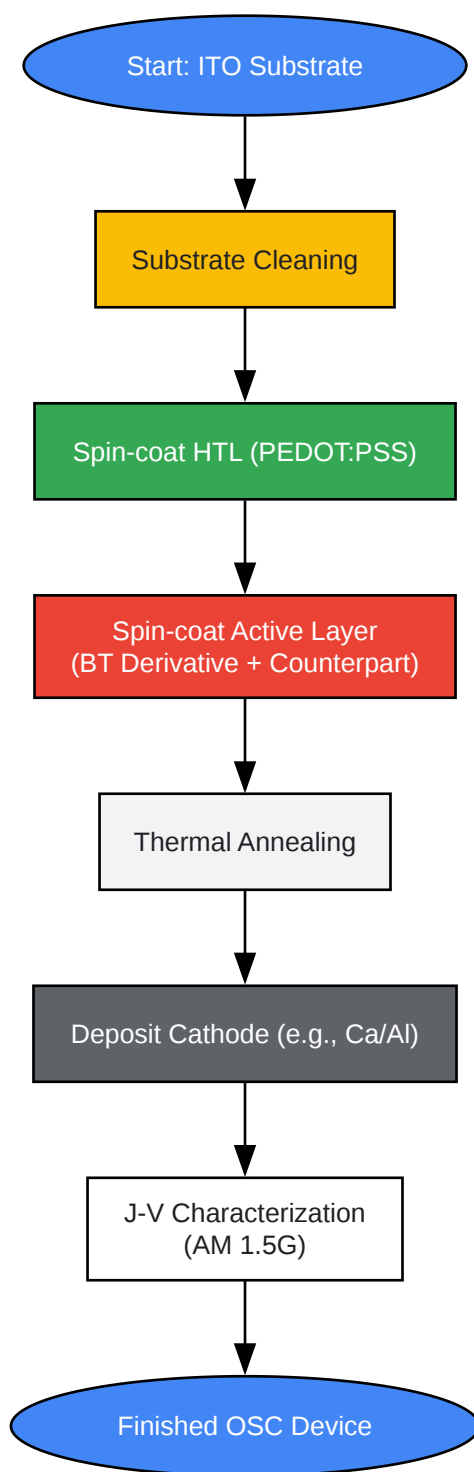 Start: ITO Substrate
Substrate Cleaning
Spin-coat HTL (PEDOT:PSS)
Spin-coat Active Layer
(BT Derivative + Counterpart)
Thermal Annealing
Deposit Cathode (e.g., Ca/Al)
J-V Characterization
(AM 1.5G)
Finished OSC Device